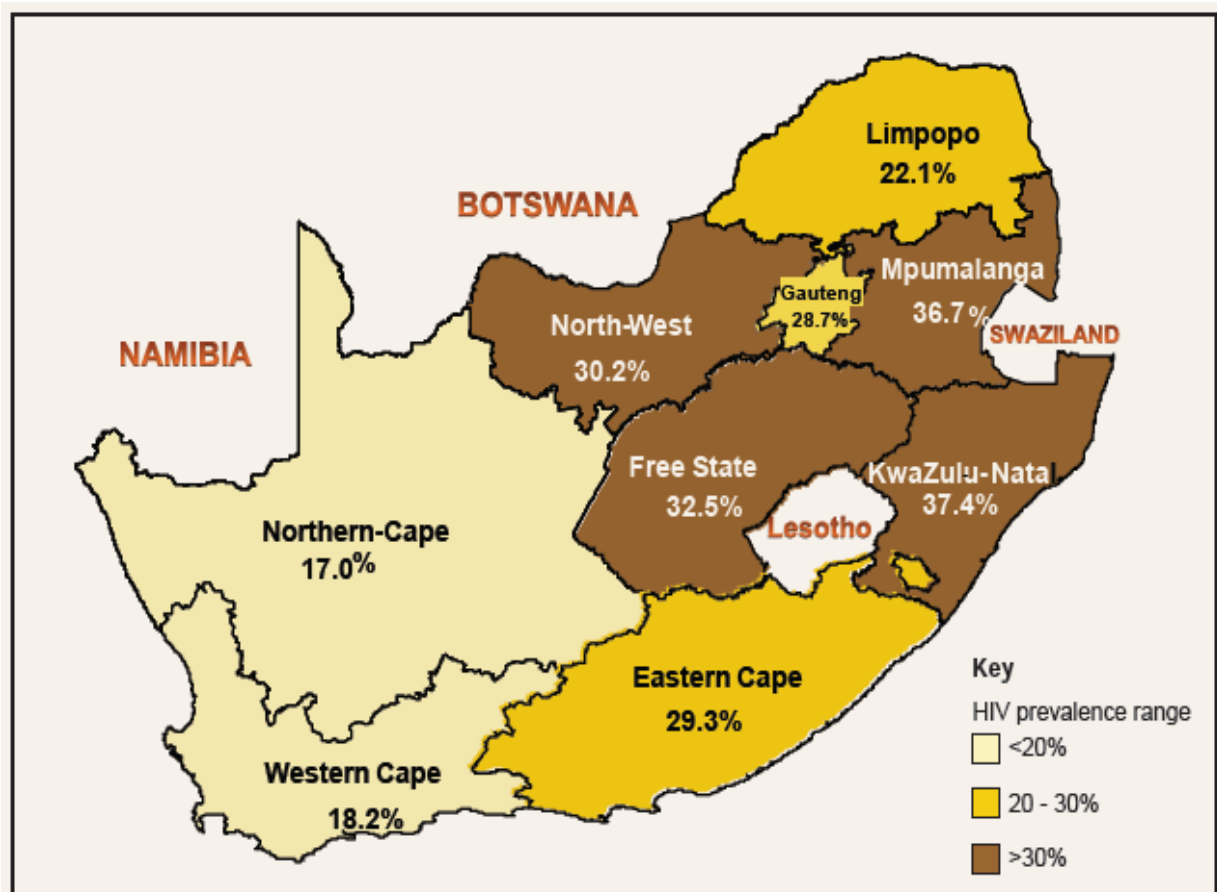 Limpopo
22.1%
BOTSWANA
Mpumalanga
36.7%
Gauteng
28.7%
North-West
30.2%
SWAZILAND
NAMIBIA
Free State
32.5%
KwaZulu-Natal
37.4%
Lesotho
Northern-Cape
17.0%
Eastern Cape
29.3%
Western Cape
18.2%
Key
HIV prevalence range
<20%
20 - 30%
>30%